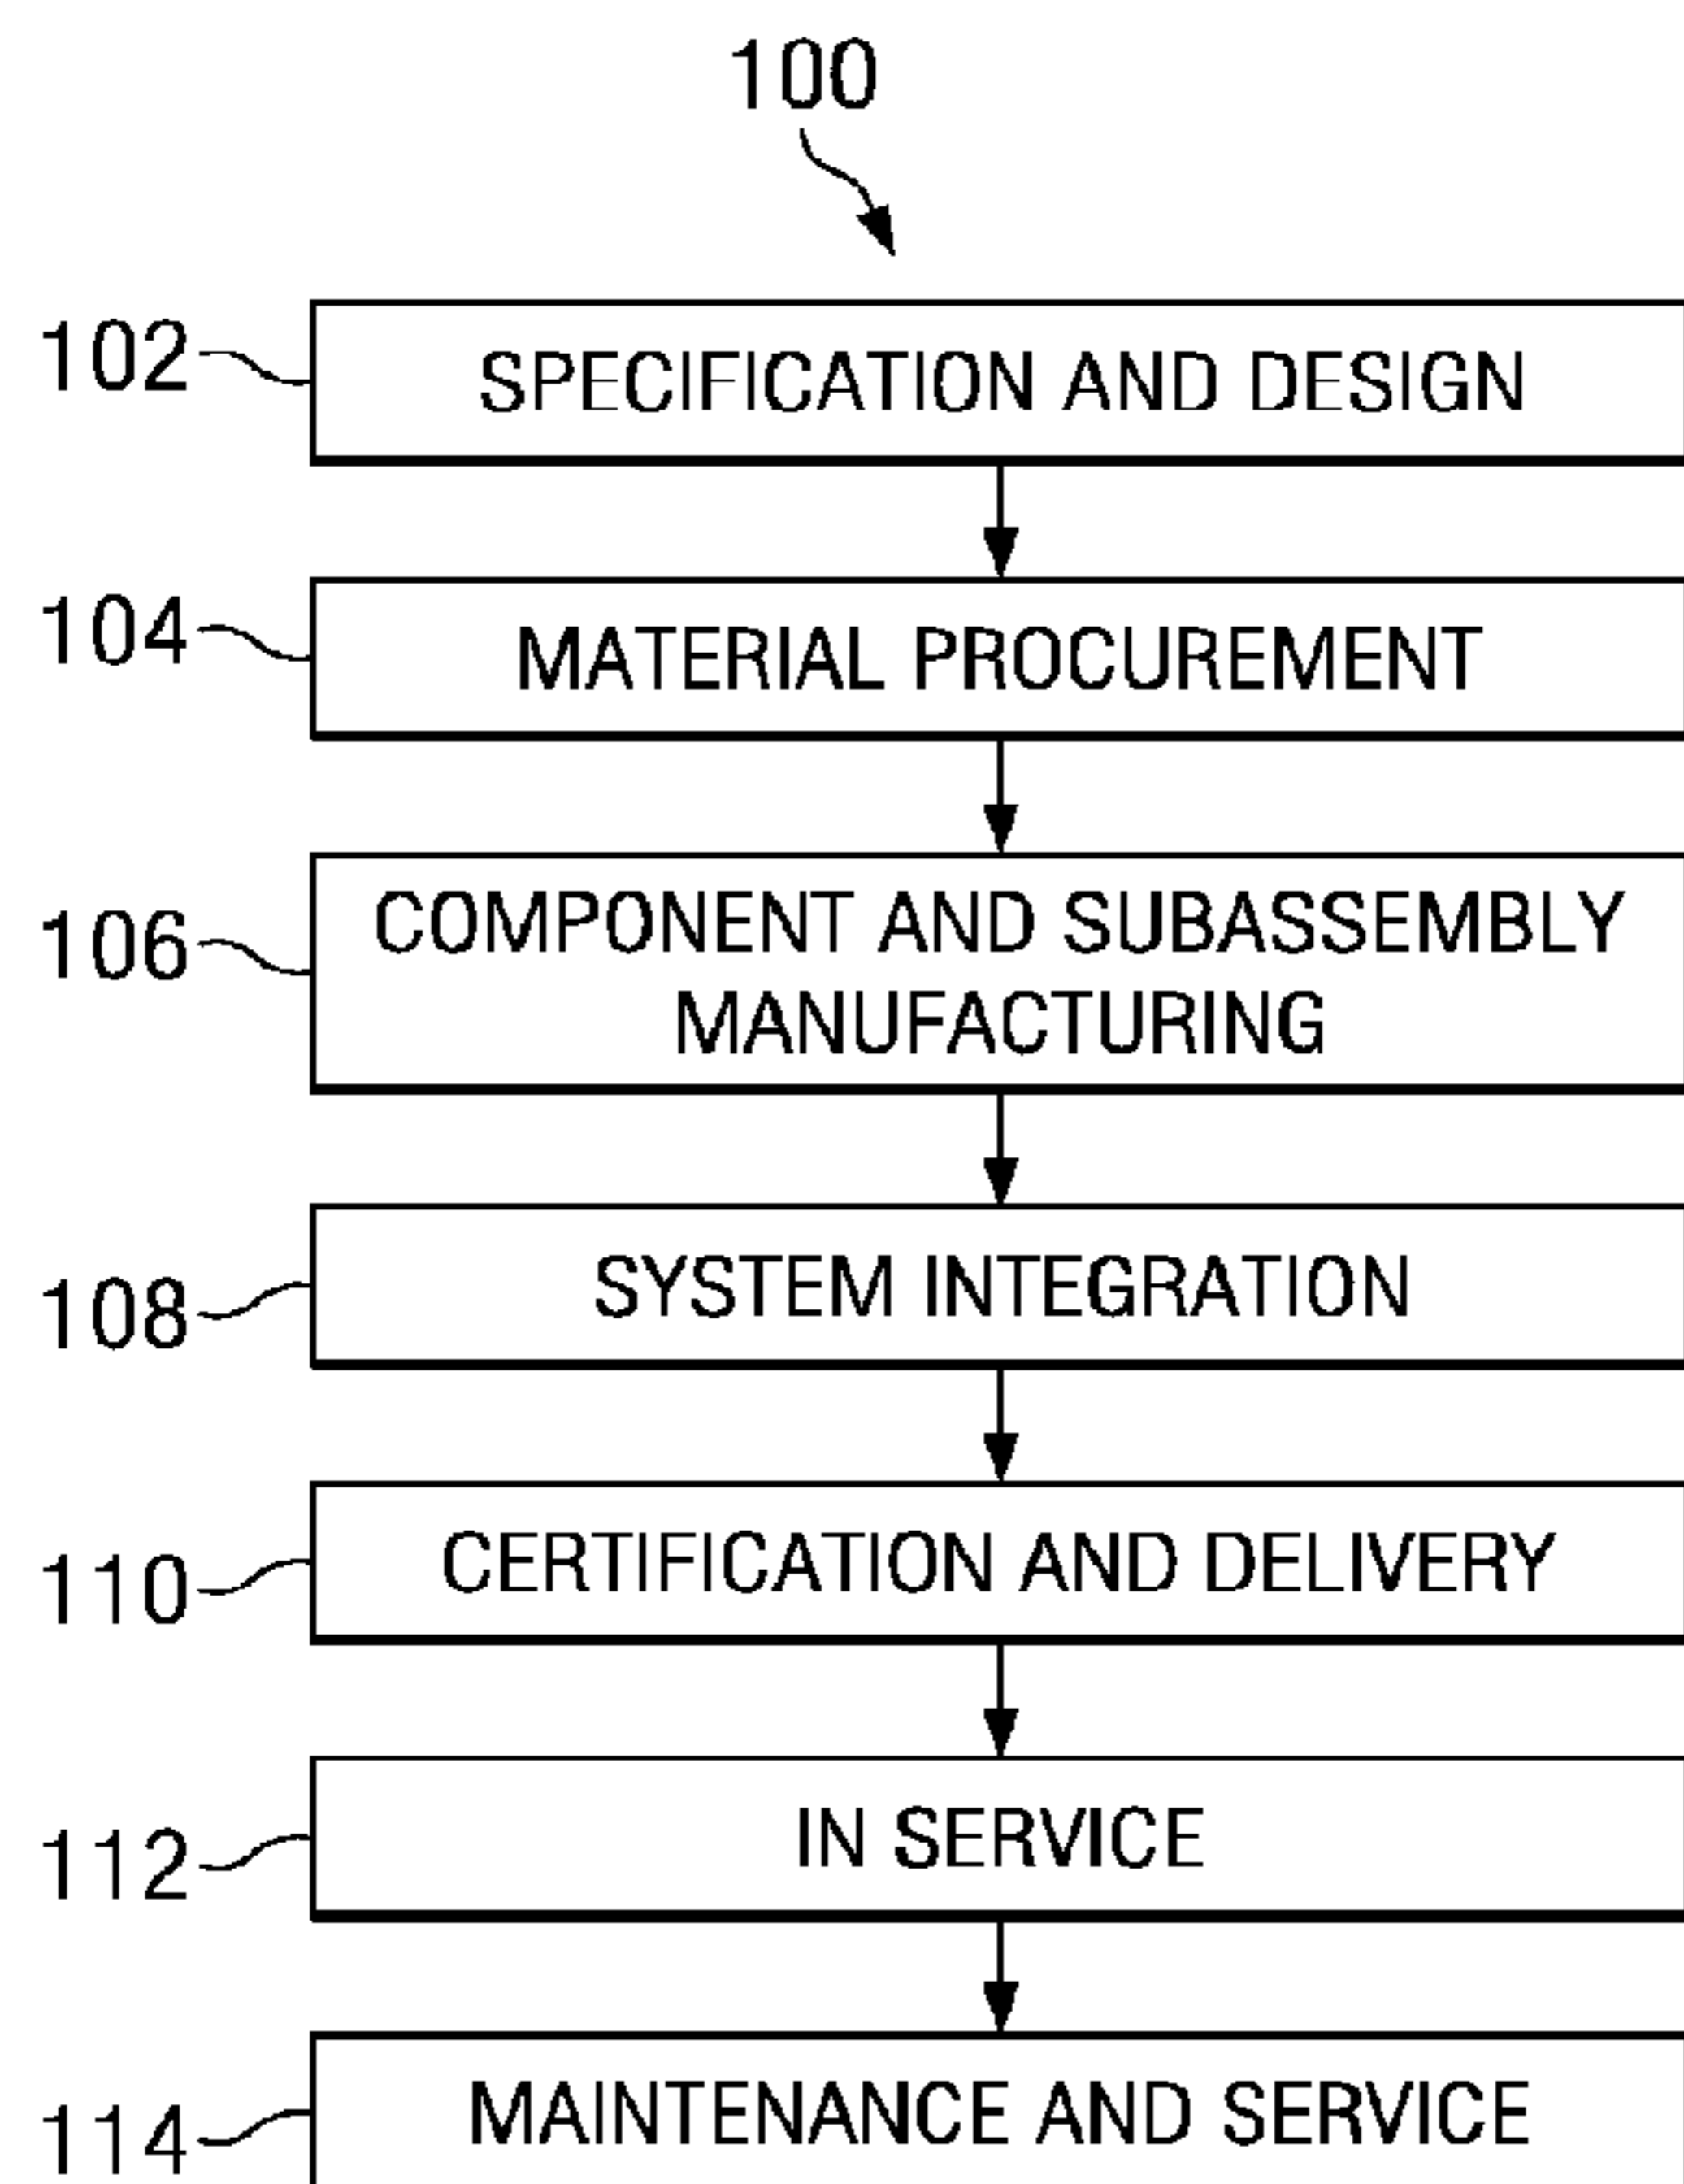 100
102
SPECIFICATION AND DESIGN
104
MATERIAL PROCUREMENT
106
COMPONENT AND SUBASSEMBLY
MANUFACTURING
108
SYSTEM INTEGRATION
110
CERTIFICATION AND DELIVERY
112
IN SERVICE
114
MAINTENANCE AND SERVICE